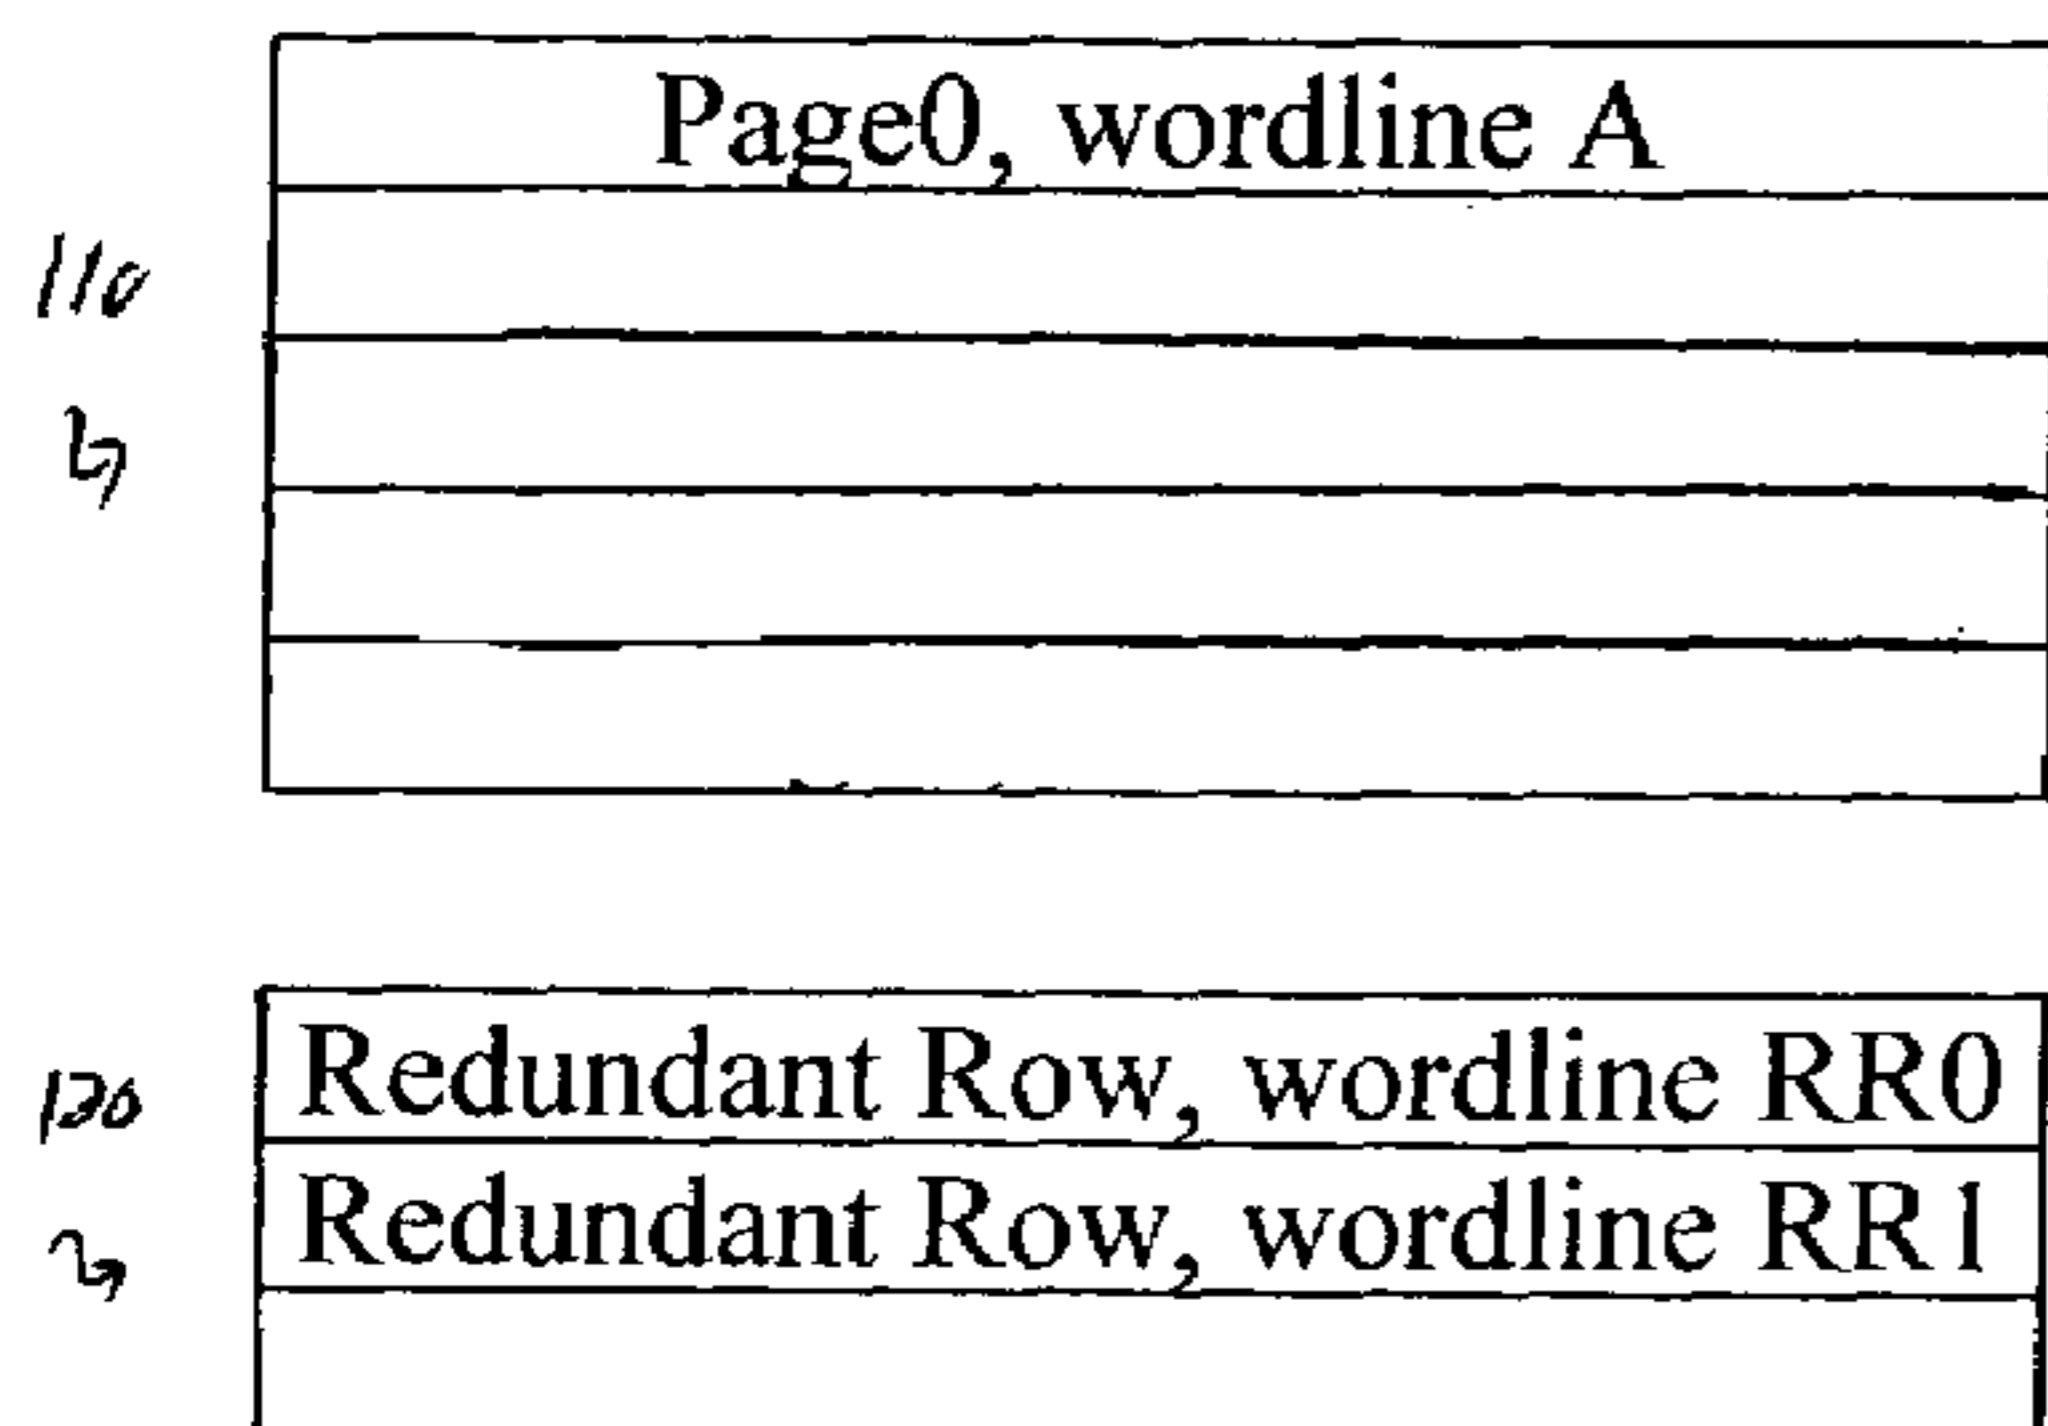 Page0, wordline A
110
120
Redundant Row, wordline RR0
Redundant Row, wordline RR1